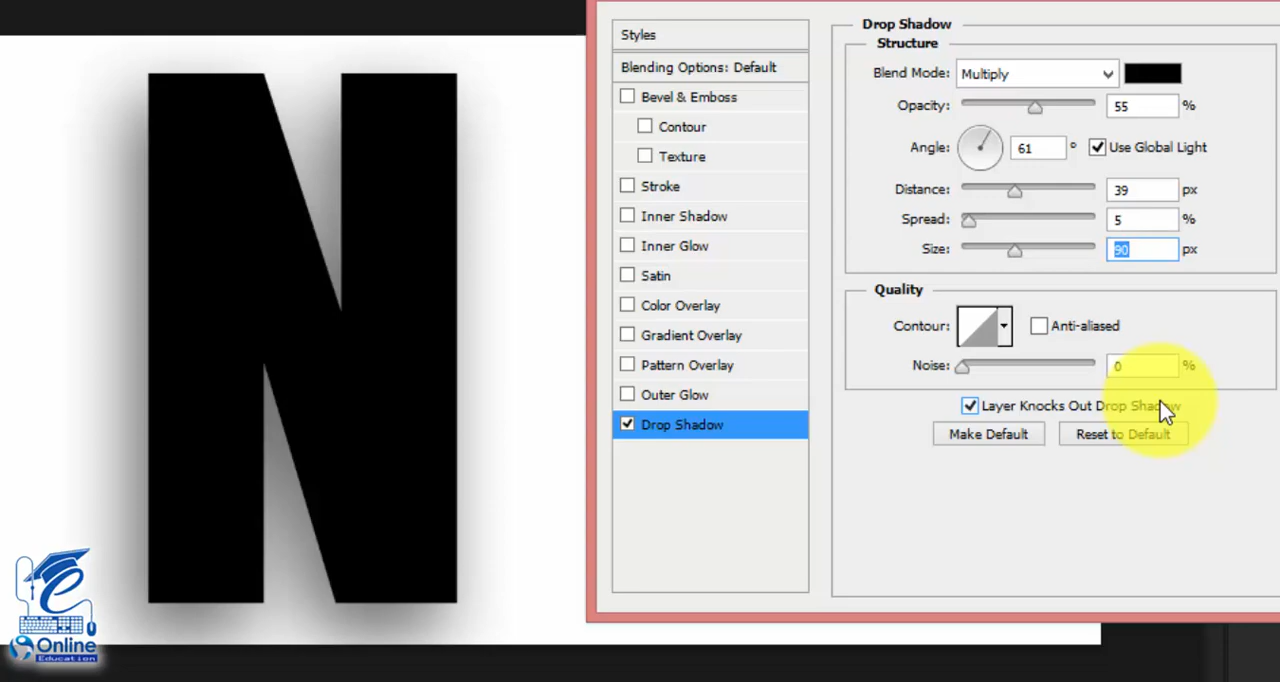 N
Styles
Blending Options: Default
Bevel & Emboss
Contour
Texture
Stroke
Inner Shadow
Inner Glow
Satin
Color Overlay
Gradient Overlay
Pattern Overlay
Outer Glow
Drop Shadow
Drop Shadow
Structure
Blend Mode: Multiply
Opacity: 55 %
Angle: 61 ° Use Global Light
Distance: 39 px
Spread: 5 %
Size: 90 px
Quality
Contour: Anti-aliased
Noise: 0 %
Layer Knocks Out Drop Shadow
Make Default Reset to Default
e
Online
Education